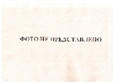 ФОТО НЕ ПРЕДСТАВЛЕНО